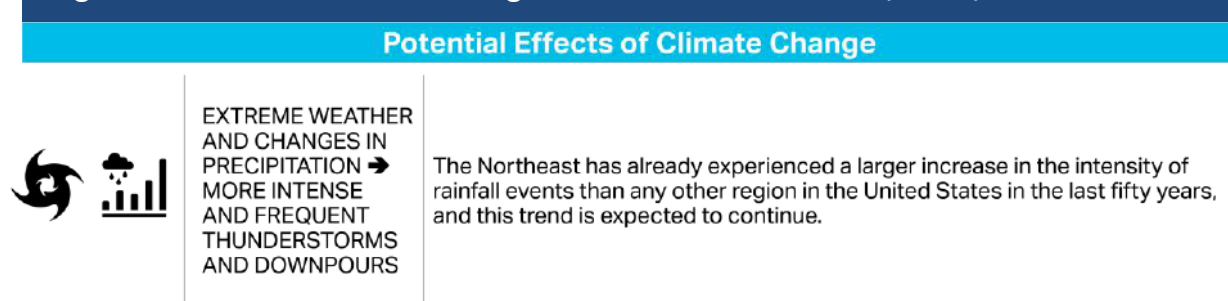 Potential Effects of Climate Change
EXTREME WEATHER
AND CHANGES IN
PRECIPITATION ➔
MORE INTENSE
AND FREQUENT
THUNDERSTORMS
AND DOWNPOURS
The Northeast has already experienced a larger increase in the intensity of
rainfall events than any other region in the United States in the last fifty years,
and this trend is expected to continue.